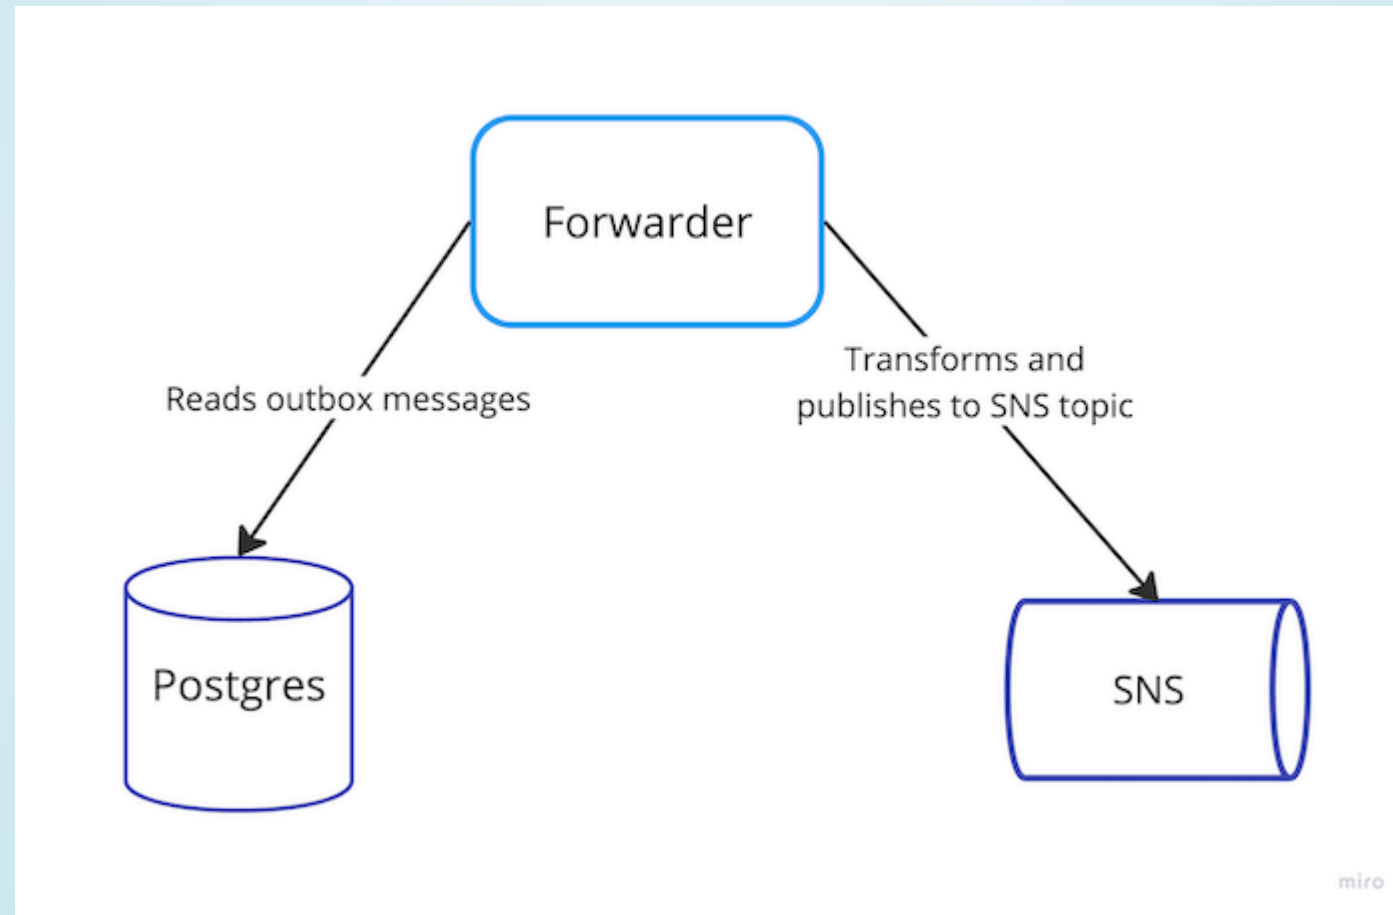 Forwarder
Transforms and
publishes to SNS topic
Reads outbox messages
Postgres
SNS
miro